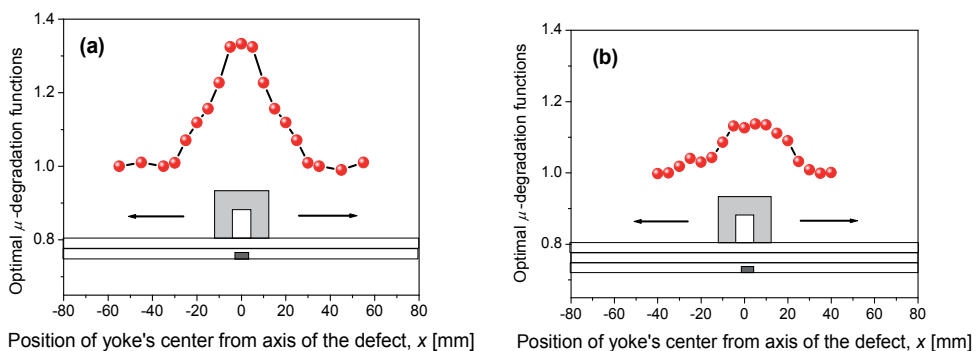 (a)
Optimal μ-degradation functions
1.4
1.2
1.0
0.8
-80 -60 -40 -20 0 20 40 60 80
Position of yoke's center from axis of the defect, x [mm]
(b)
Optimal μ-degradation functions
1.4
1.2
1.0
0.8
-80 -60 -40 -20 0 20 40 60 80
Position of yoke's center from axis of the defect, x [mm]